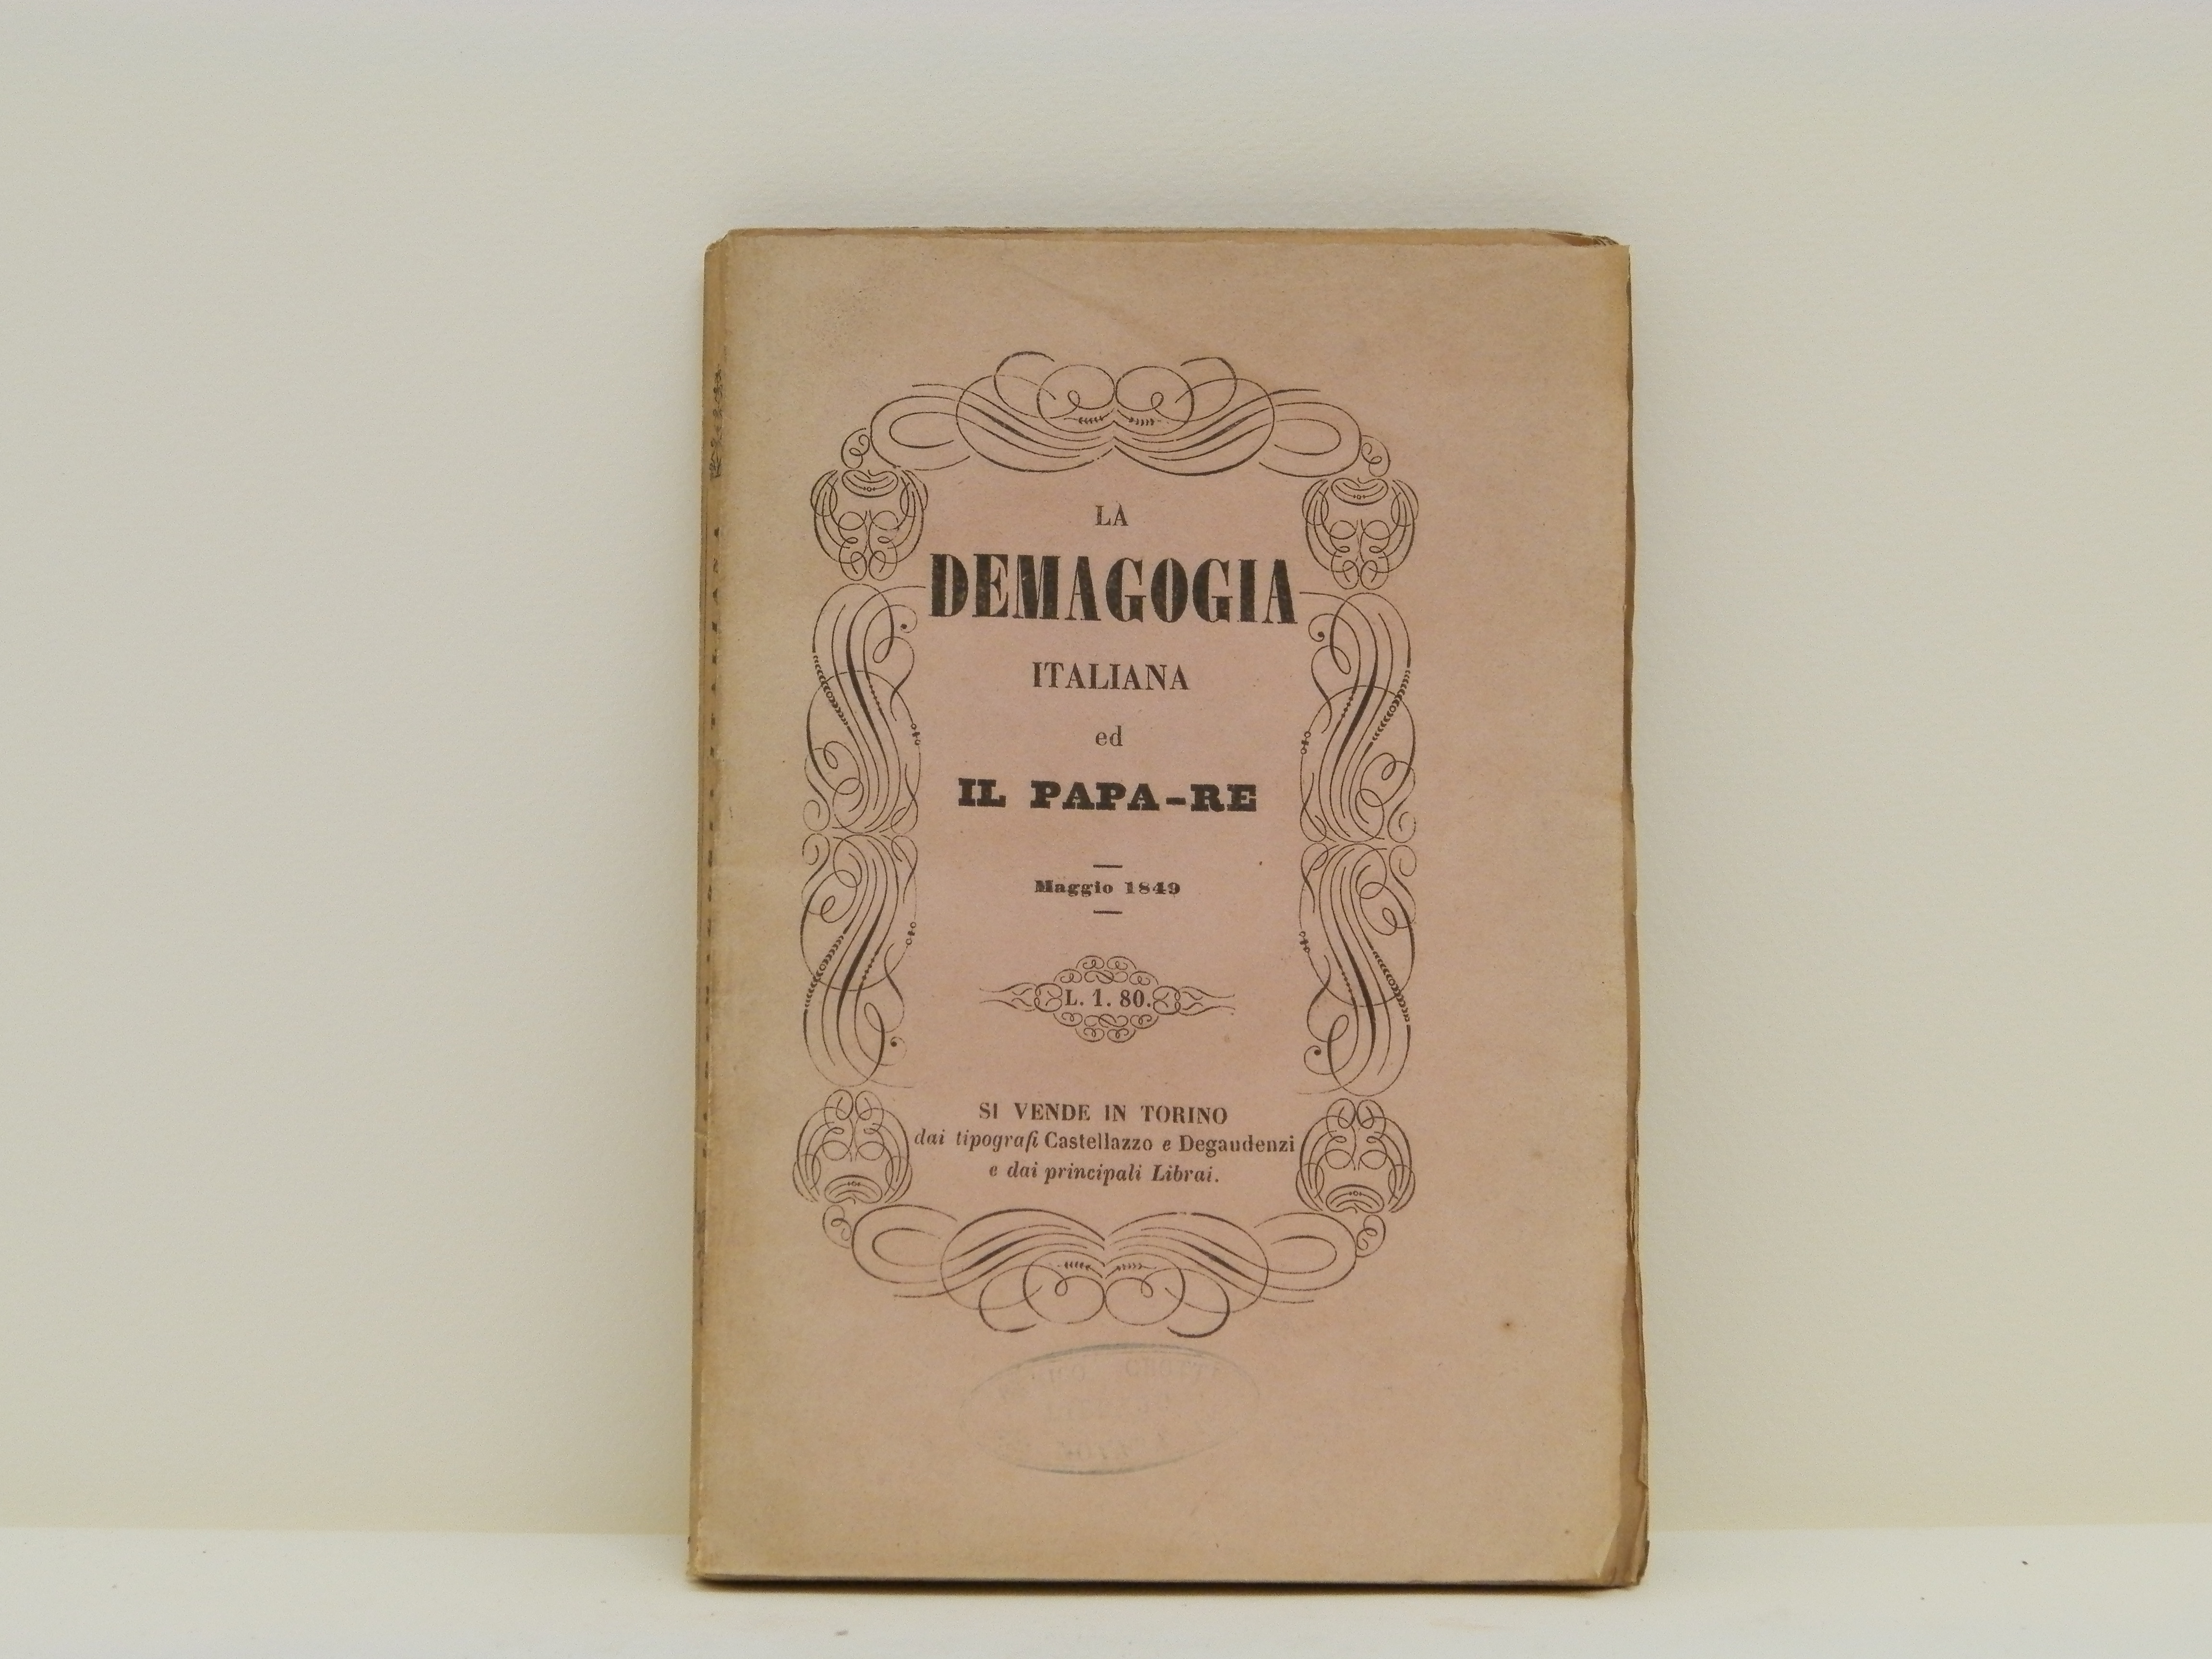 LA
DEMAGOGIA
ITALIANA
ed
IL PAPA-RE
Maggio 1849
L. 1. 80.
SI VENDE IN TORINO
dai tipografi Castellazzo e Degaudenzi
e dai principali Librai.